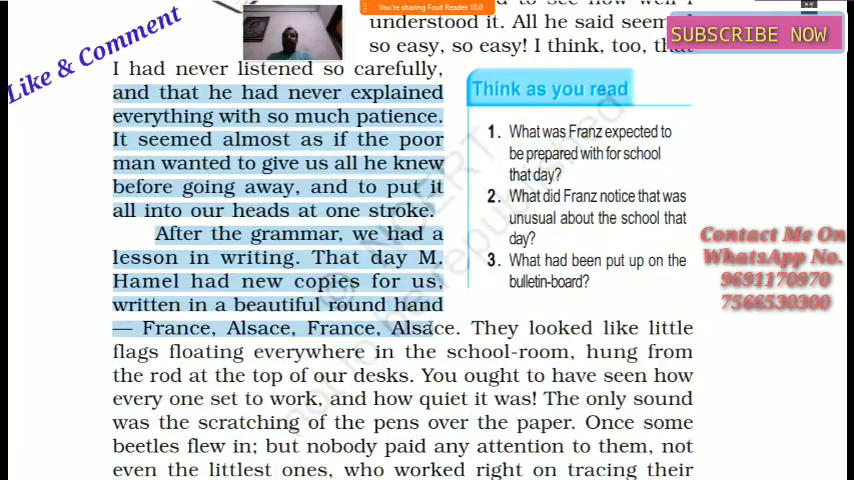 You're sharing Foxit Reader 10.0
to see how well I
understood it. All he said seemed
so easy, so easy! I think, too, that
SUBSCRIBE NOW
Like & Comment
I had never listened so carefully,
and that he had never explained
everything with so much patience.
It seemed almost as if the poor
man wanted to give us all he knew
before going away, and to put it
all into our heads at one stroke.
After the grammar, we had a
lesson in writing. That day M.
Hamel had new copies for us,
written in a beautiful round hand
— France, Alsace, France, Alsace. They looked like little
flags floating everywhere in the school-room, hung from
the rod at the top of our desks. You ought to have seen how
every one set to work, and how quiet it was! The only sound
was the scratching of the pens over the paper. Once some
beetles flew in; but nobody paid any attention to them, not
even the littlest ones, who worked right on tracing their
Think as you read
1. What was Franz expected to
be prepared with for school
that day?
2. What did Franz notice that was
unusual about the school that
day?
3. What had been put up on the
bulletin-board?
Contact Me On
WhatsApp No.
9691170970
7566530300
© NCERT
not to be republished